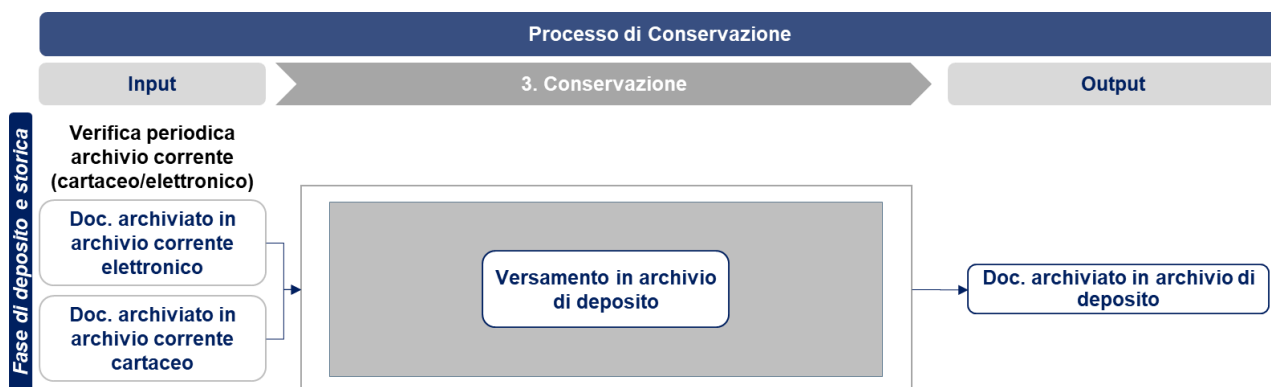 Processo di Conservazione
Input
3. Conservazione
Output
Fase di deposito e storica
Verifica periodica
archivio corrente
(cartaceo/elettronico)
Doc. archiviato in
archivio corrente
elettronico
Doc. archiviato in
archivio corrente
cartaceo
Versamento in archivio
di deposito
Doc. archiviato in archivio di
deposito